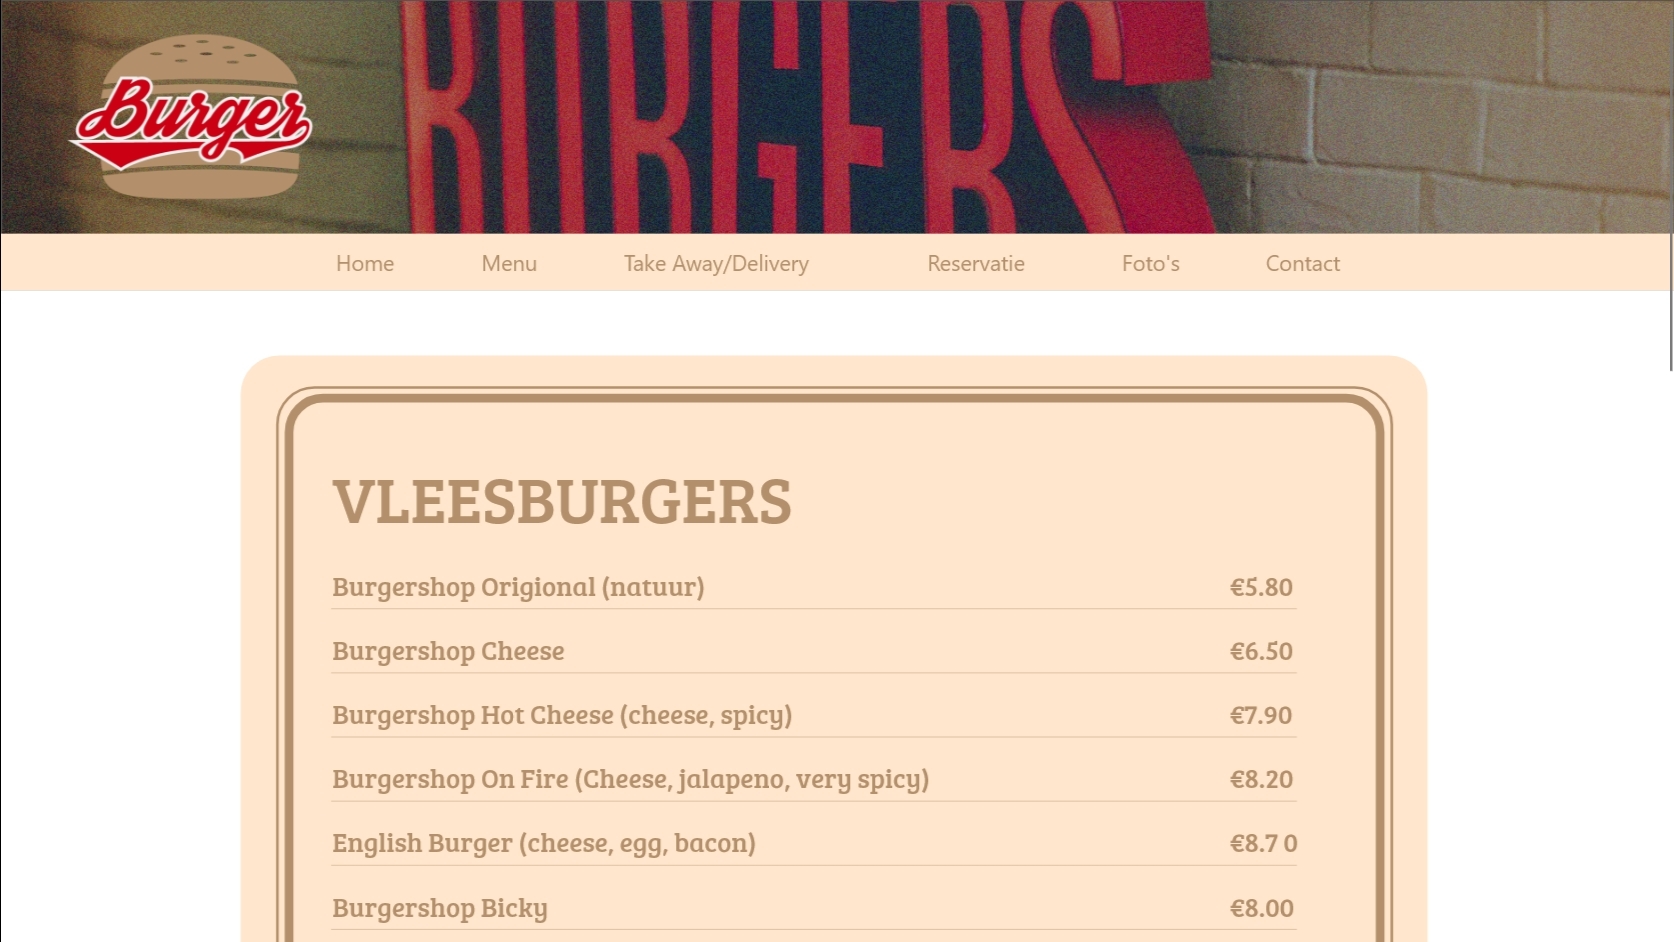 BURGERS
Burger
Home Menu Take Away/Delivery Reservatie Foto's Contact
VLEESBURGERS
Burgershop Origional (natuur) €5.80
Burgershop Cheese €6.50
Burgershop Hot Cheese (cheese, spicy) €7.90
Burgershop On Fire (Cheese, jalapeno, very spicy) €8.20
English Burger (cheese, egg, bacon) €8.7 0
Burgershop Bicky €8.00